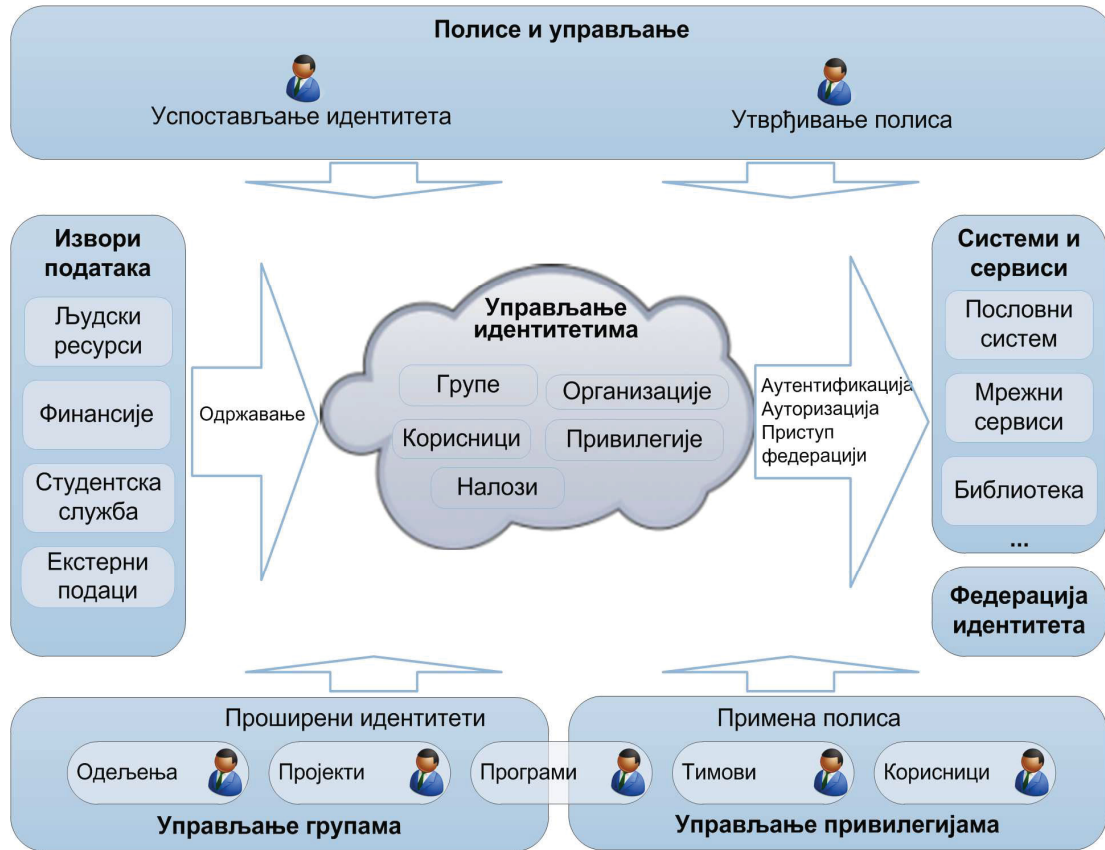 Полисе и управљање
Успостављање идентитета
Утврђивање полиса
Извори
података
Људски
ресурси
Финансије
Студентска
служба
Екстерни
подаци
Одржавање
Управљање
идентитетима
Групе
Организације
Корисници
Привилегије
Налози
Аутентификација
Ауторизација
Приступ
федерацији
Системи и
сервиси
Пословни
систем
Мрежни
сервиси
Библиотека
...
Федерација
идентитета
Проширени идентитети
Одељења
Пројекти
Програми
Управљање групама
Примена полиса
Тимови
Корисници
Управљање привилегијама